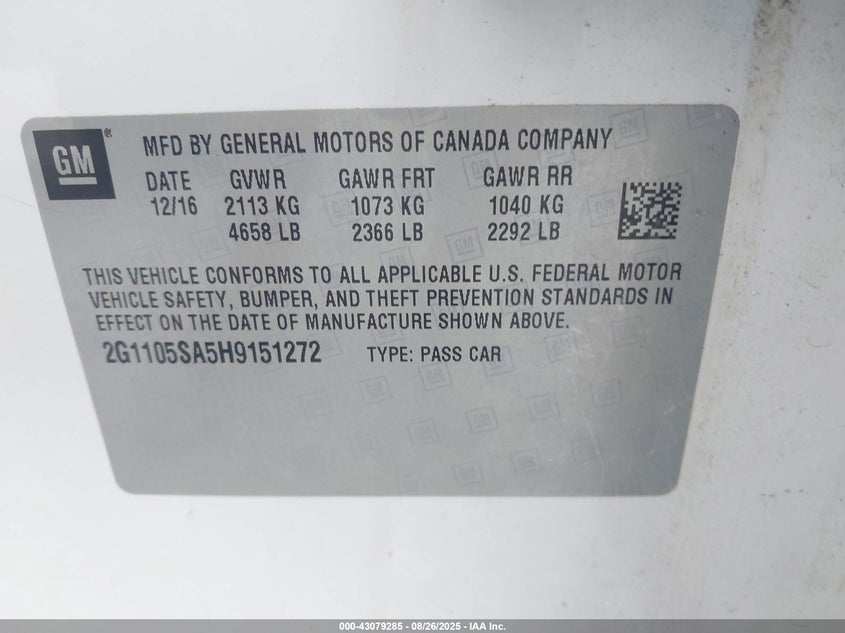 GM ®
MFD BY GENERAL MOTORS OF CANADA COMPANY
DATE GVWR GAWR FRT GAWR RR
12/16 2113 KG 1073 KG 1040 KG
4658 LB 2366 LB 2292 LB
THIS VEHICLE CONFORMS TO ALL APPLICABLE U.S. FEDERAL MOTOR
VEHICLE SAFETY, BUMPER, AND THEFT PREVENTION STANDARDS IN
EFFECT ON THE DATE OF MANUFACTURE SHOWN ABOVE.
2G1105SA5H9151272 TYPE: PASS CAR
000-43079285 - 08/26/2025 - IAA Inc.